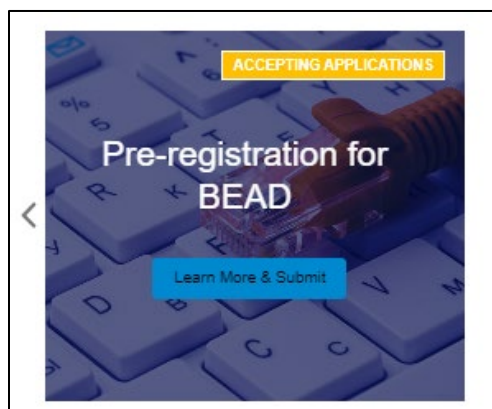 ACCEPTING APPLICATIONS
Pre-registration for
BEAD
Learn More & Submit